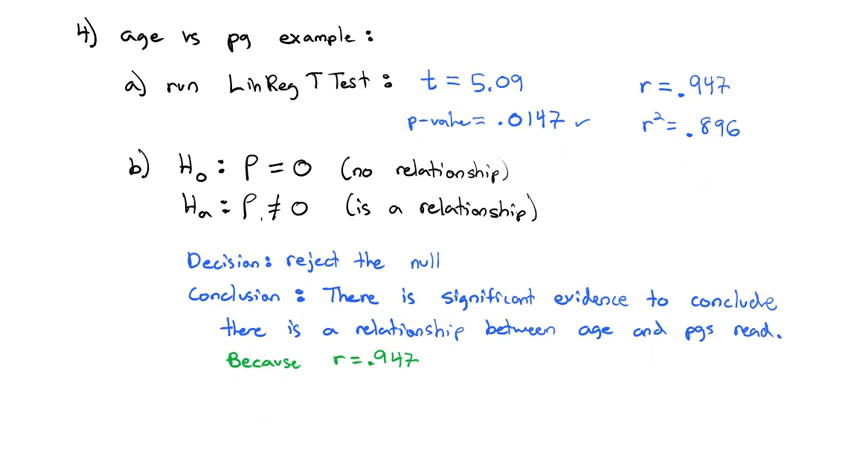 4) age vs pg example:
a) run LinRegTTest: t = 5.09 r = .947
p-value = .0147 ✓ r² = .896
b) H₀: ρ = 0 (no relationship)
Hₐ: ρ ≠ 0 (is a relationship)
Decision: reject the null
Conclusion: There is significant evidence to conclude
there is a relationship between age and pgs read.
Because r = .947